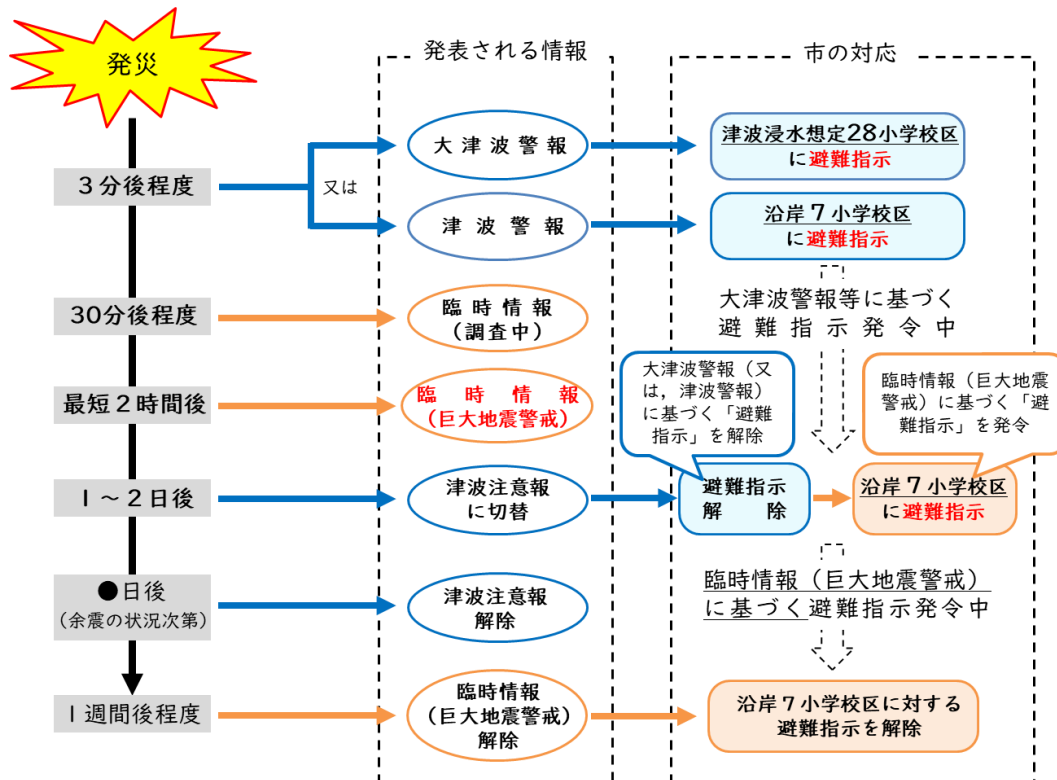 発災
発表される情報
市の対応
3分後程度
又は
大津波警報
津波浸水想定28小学校区
に避難指示
津波警報
沿岸7小学校区
に避難指示
30分後程度
臨時情報
(調査中)
大津波警報等に基づく
避難指示発令中
最短2時間後
臨時情報
(巨大地震警戒)
大津波警報(又
は,津波警報)
に基づく「避難
指示」を解除
臨時情報(巨大地震
警戒)に基づく「避
難指示」を発令
1~2日後
津波注意報
に切替
避難指示
解除
沿岸7小学校区
に避難指示
●日後
(余震の状況次第)
津波注意報
解除
臨時情報(巨大地震警戒)
に基づく避難指示発令中
1週間後程度
臨時情報
(巨大地震警戒)
解除
沿岸7小学校区に対する
避難指示を解除